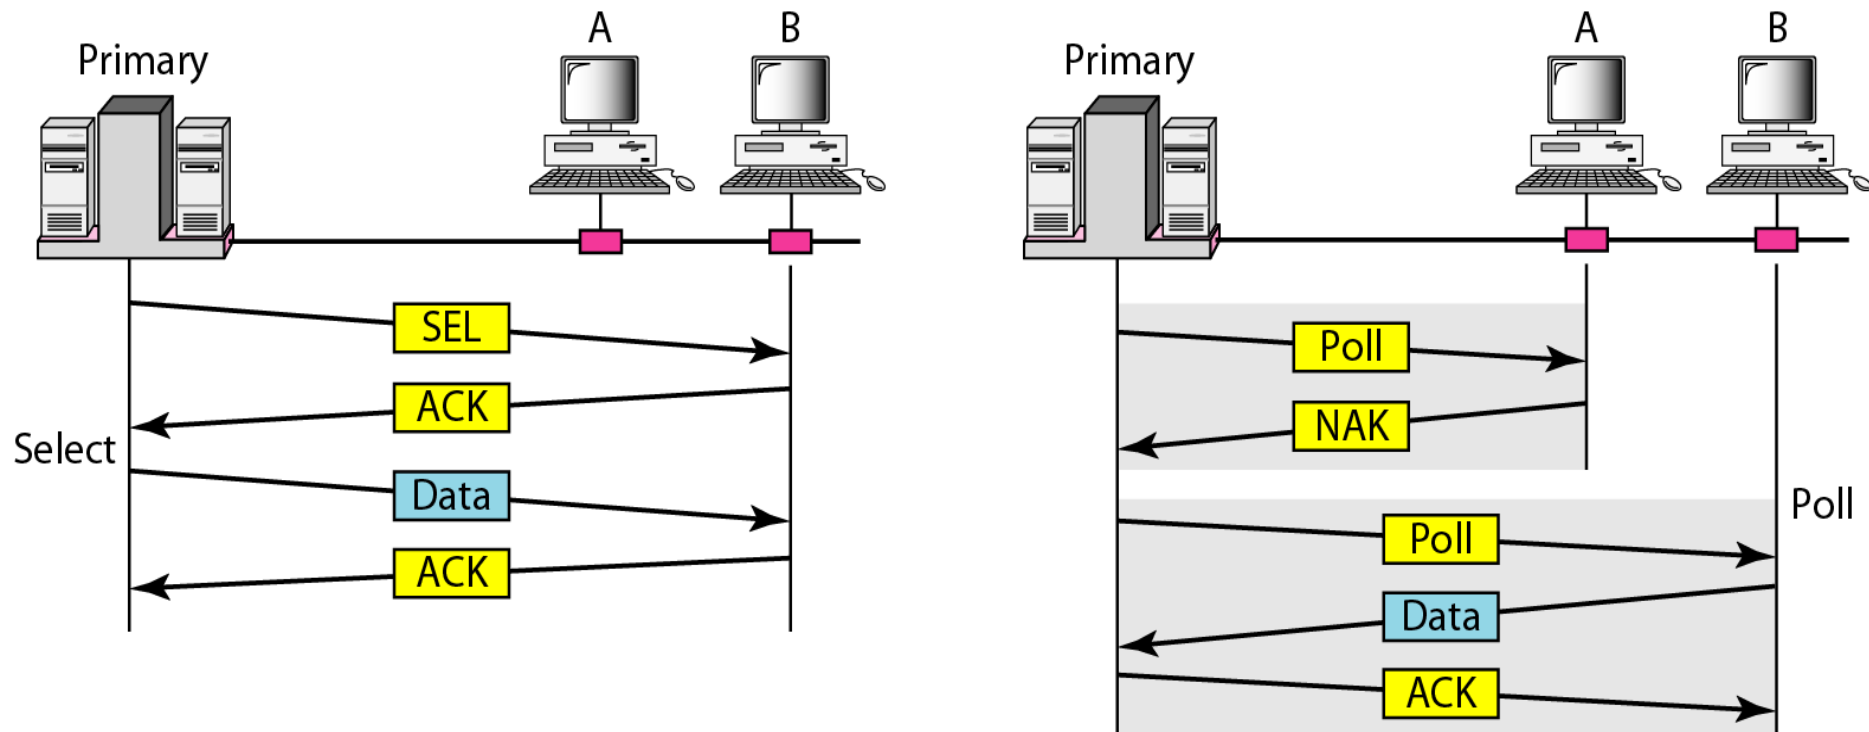 Primary
A
B
SEL
ACK
Select
Data
ACK
Primary
A
B
Poll
NAK
Poll
Poll
Data
ACK